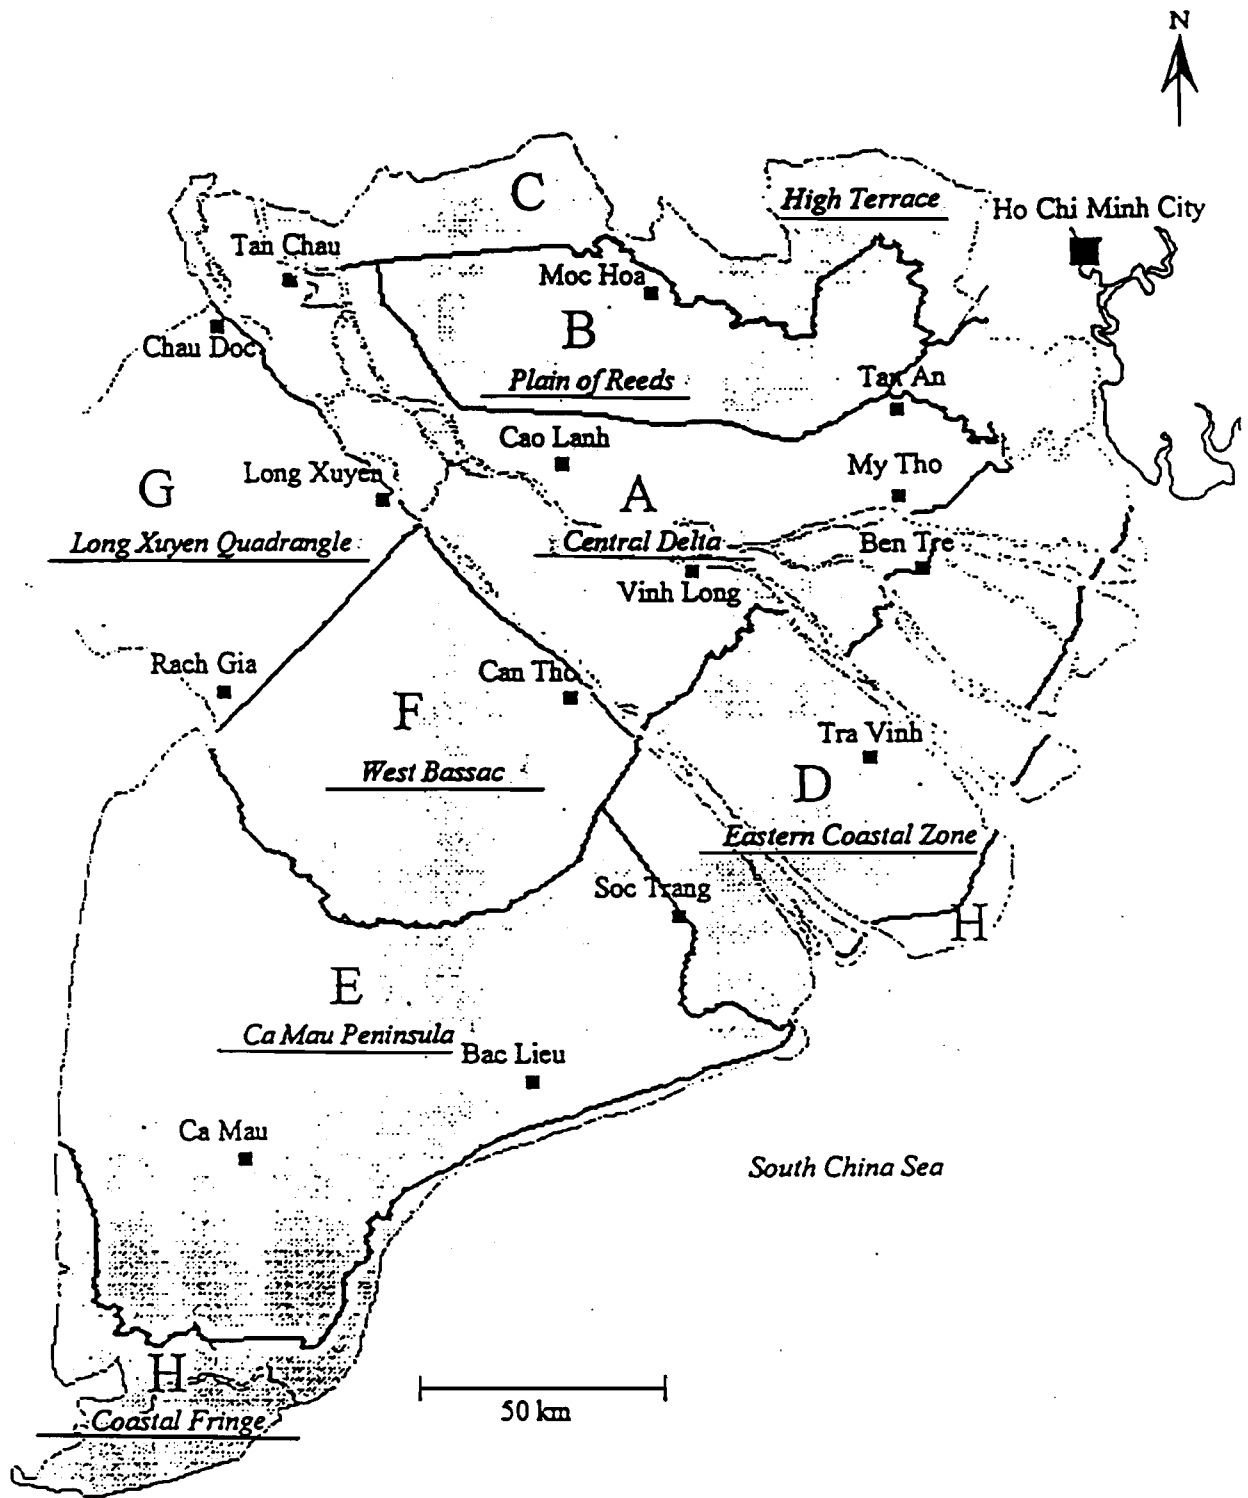 N
C
High Terrace
Ho Chi Minh City
Tan Chau
Moc Hoa
B
Chau Doc
Plain of Reeds
Tan An
Cao Lanh
My Tho
Long Xuyen
G
A
Long Xuyen Quadrangle
Central Delta
Ben Tre
Vinh Long
Rach Gia
Can Tho
F
Tra Vinh
West Bassac
D
Eastern Coastal Zone
Soc Trang
H
E
Ca Mau Peninsula
Bac Lieu
Ca Mau
South China Sea
H
50 km
Coastal Fringe